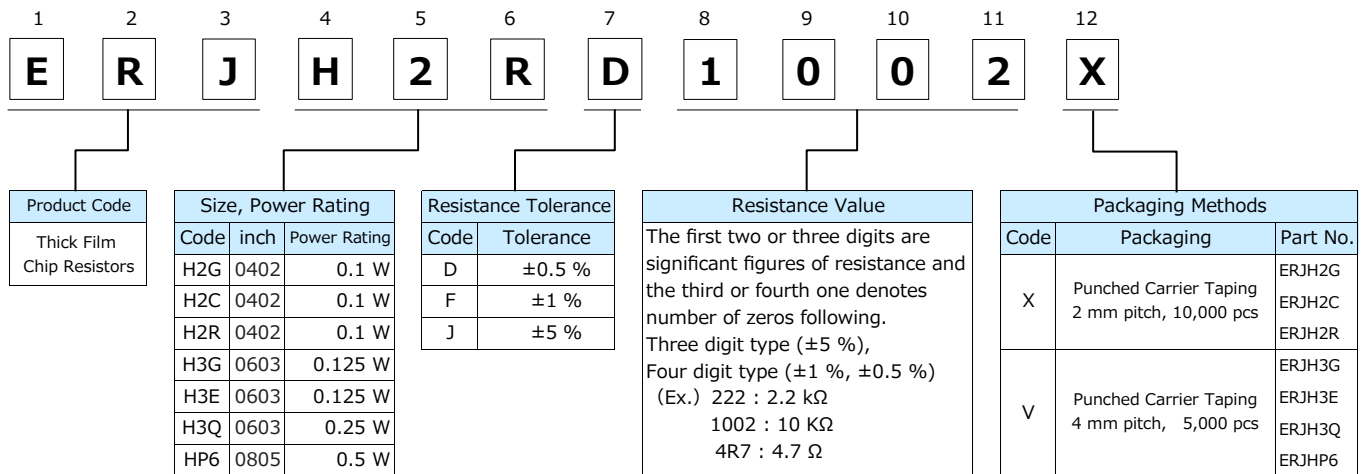 1 2 3 4 5 6 7 8 9 10 11 12
E R J H 2 R D 1 0 0 2 X
Product Code
Thick Film
Chip Resistors
Size, Power Rating
Code inch Power Rating
H2G 0402 0.1 W
H2C 0402 0.1 W
H2R 0402 0.1 W
H3G 0603 0.125 W
H3E 0603 0.125 W
H3Q 0603 0.25 W
HP6 0805 0.5 W
Resistance Tolerance
Code Tolerance
D ±0.5 %
F ±1 %
J ±5 %
Resistance Value
The first two or three digits are
significant figures of resistance and
the third or fourth one denotes
number of zeros following.
Three digit type (±5 %),
Four digit type (±1 %, ±0.5 %)
(Ex.) 222 : 2.2 kΩ
1002 : 10 KΩ
4R7 : 4.7 Ω
Packaging Methods
Code Packaging Part No.
X Punched Carrier Taping
2 mm pitch, 10,000 pcs
ERJH2G
ERJH2C
ERJH2R
V Punched Carrier Taping
4 mm pitch, 5,000 pcs
ERJH3G
ERJH3E
ERJH3Q
ERJHP6